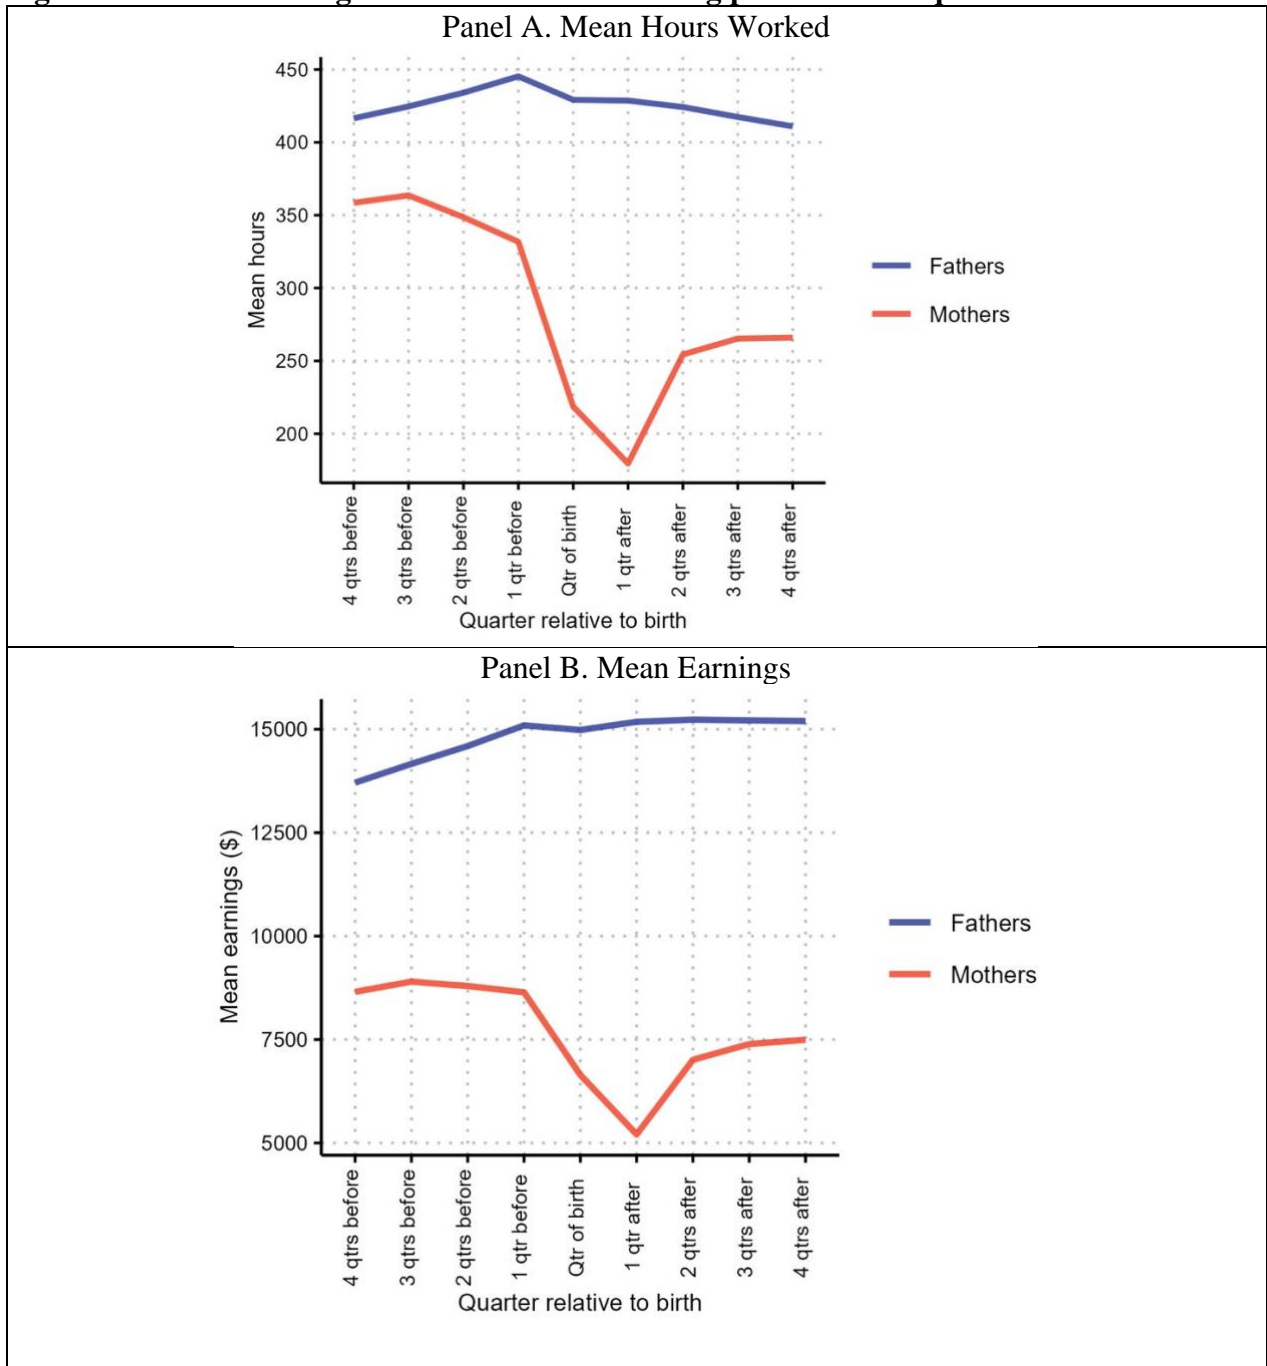 Panel A. Mean Hours Worked
450
400
350
300
250
200
Mean hours
Fathers
Mothers
4 qtrs before
3 qtrs before
2 qtrs before
1 qtr before
Qtr of birth
1 qtr after
2 qtrs after
3 qtrs after
4 qtrs after
Quarter relative to birth
Panel B. Mean Earnings
15000
12500
10000
7500
5000
Mean earnings ($)
Fathers
Mothers
4 qtrs before
3 qtrs before
2 qtrs before
1 qtr before
Qtr of birth
1 qtr after
2 qtrs after
3 qtrs after
4 qtrs after
Quarter relative to birth